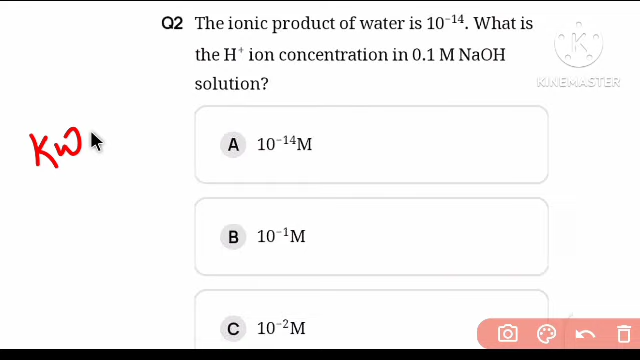 Q2 The ionic product of water is 10⁻¹⁴. What is
the H⁺ ion concentration in 0.1 M NaOH
solution?
KINEMASTER
Kw
A 10⁻¹⁴M
B 10⁻¹M
C 10⁻²M